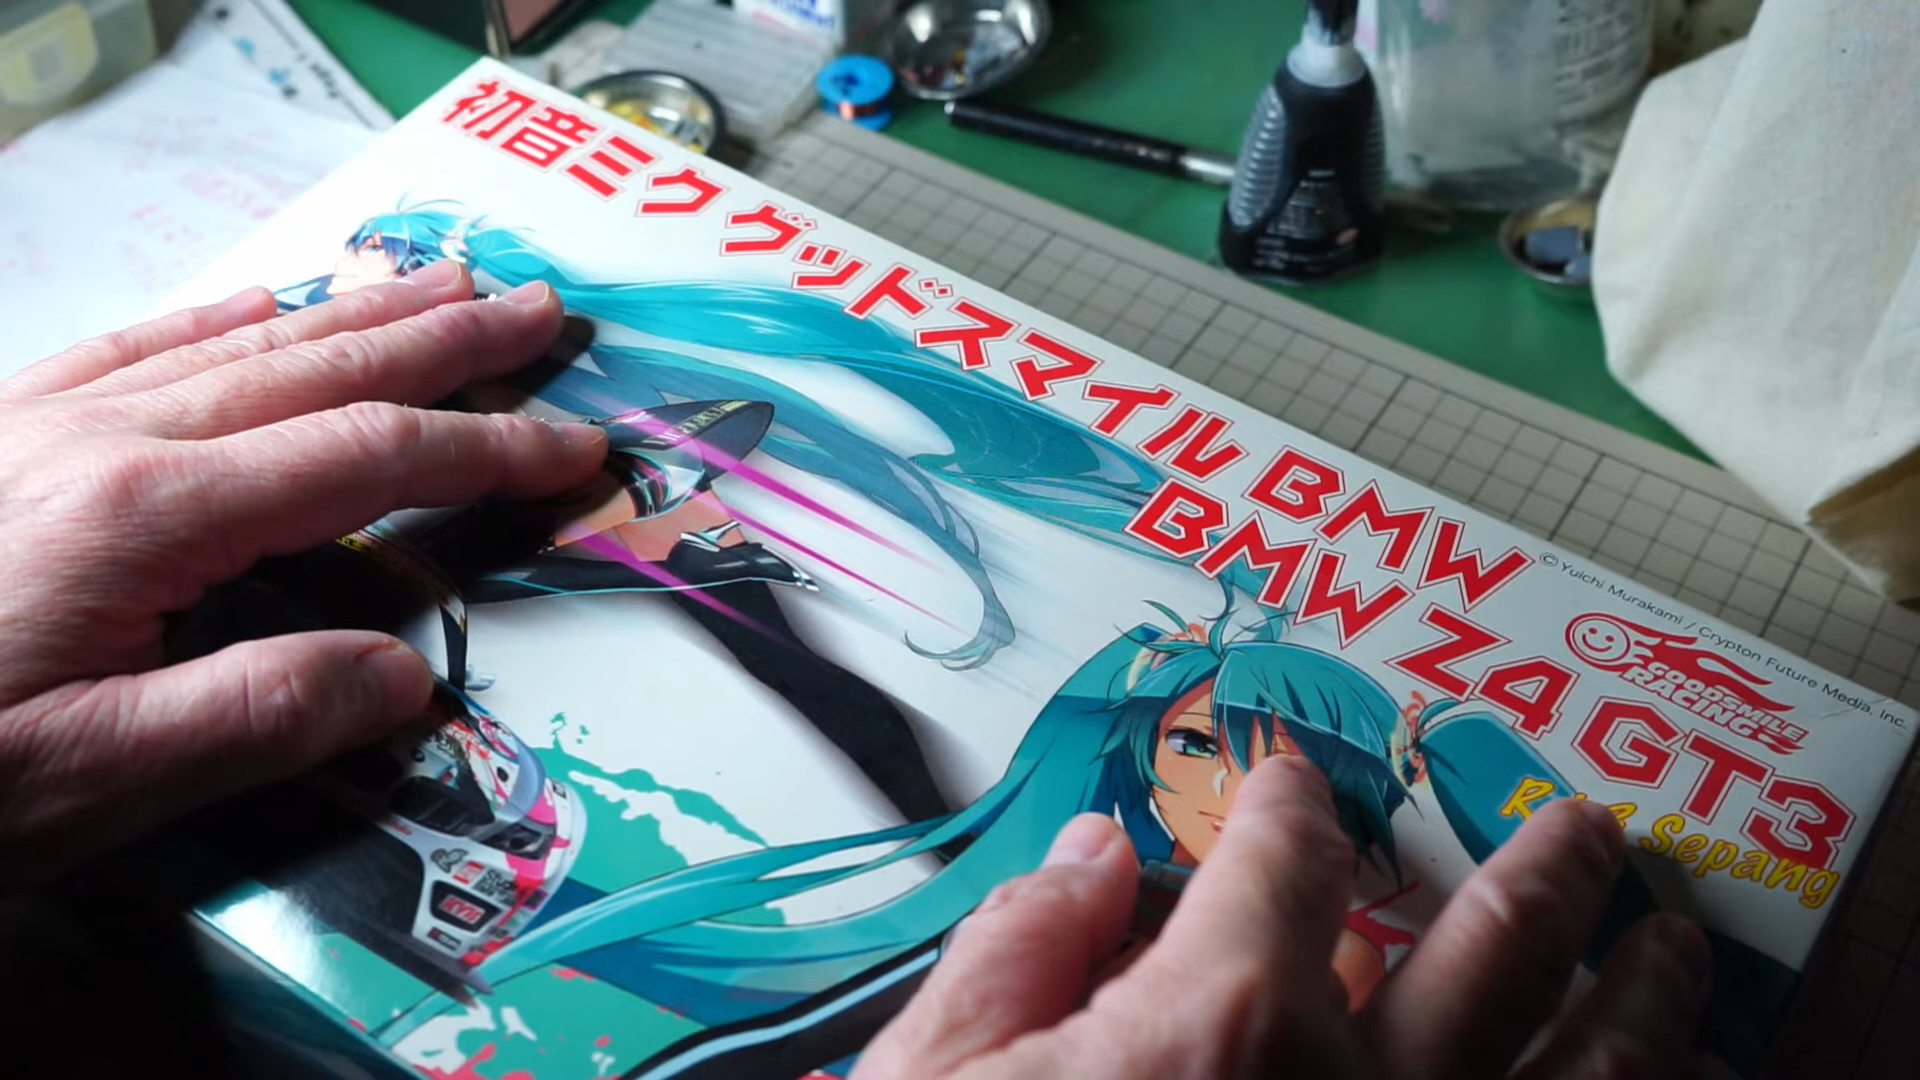 初音ミク グッドスマイル BMW
BMW Z4 GT3
© Yuichi Murakami / Crypton Future Media, Inc.
GOODSMILE
RACING
Sepang
KYB